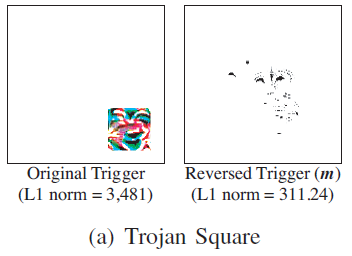 Original Trigger
(L1 norm = 3,481)
Reversed Trigger (m)
(L1 norm = 311.24)
(a) Trojan Square